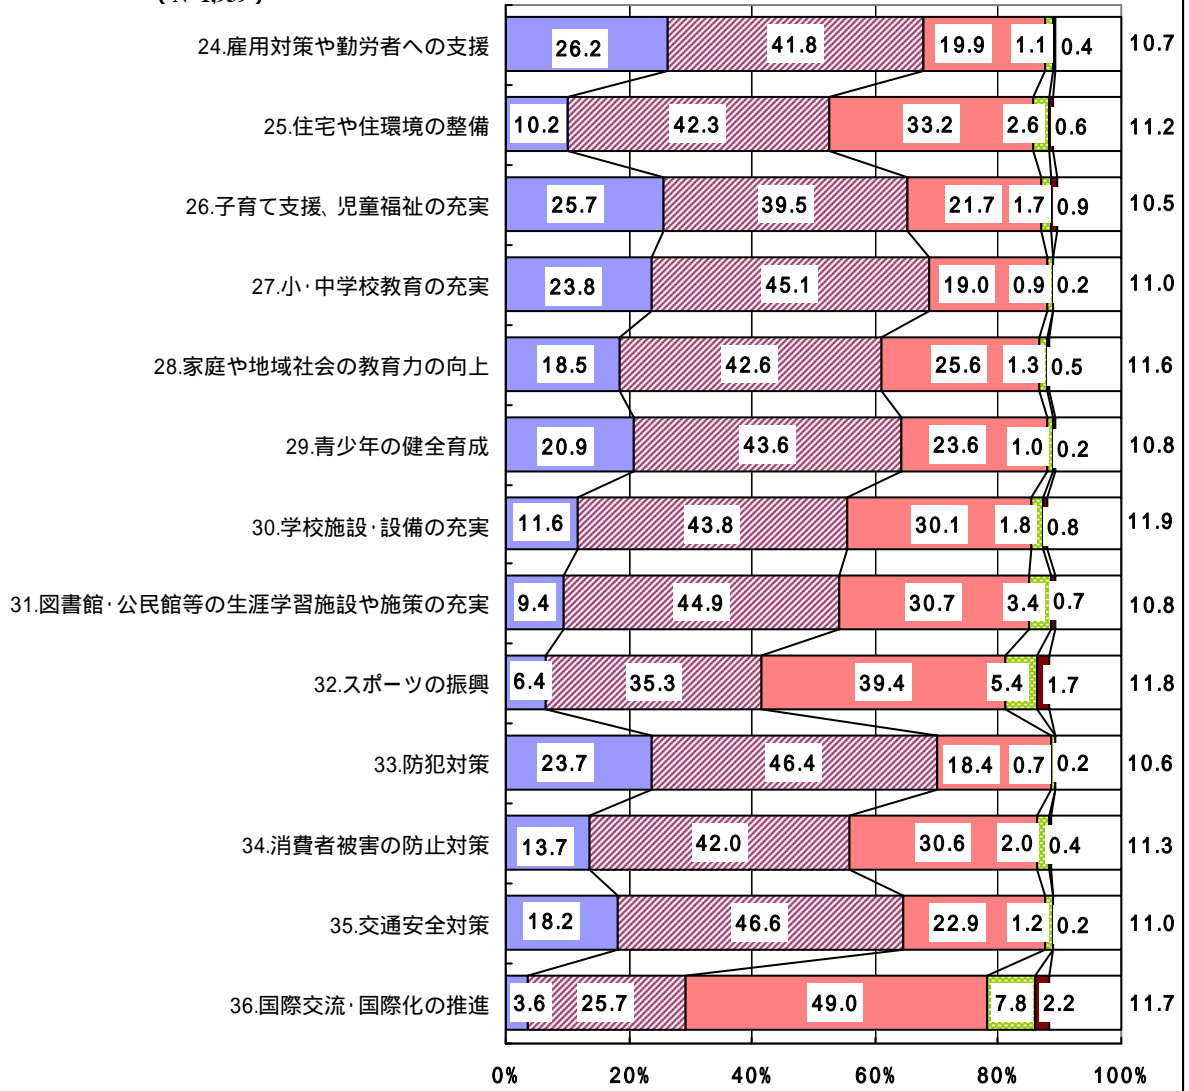 24.雇用対策や勤労者への支援 26.2 41.8 19.9 1.1 0.4 10.7
25.住宅や住環境の整備 10.2 42.3 33.2 2.6 0.6 11.2
26.子育て支援、児童福祉の充実 25.7 39.5 21.7 1.7 0.9 10.5
27.小・中学校教育の充実 23.8 45.1 19.0 0.9 0.2 11.0
28.家庭や地域社会の教育力の向上 18.5 42.6 25.6 1.3 0.5 11.6
29.青少年の健全育成 20.9 43.6 23.6 1.0 0.2 10.8
30.学校施設・設備の充実 11.6 43.8 30.1 1.8 0.8 11.9
31.図書館・公民館等の生涯学習施設や施策の充実 9.4 44.9 30.7 3.4 0.7 10.8
32.スポーツの振興 6.4 35.3 39.4 5.4 1.7 11.8
33.防犯対策 23.7 46.4 18.4 0.7 0.2 10.6
34.消費者被害の防止対策 13.7 42.0 30.6 2.0 0.4 11.3
35.交通安全対策 18.2 46.6 22.9 1.2 0.2 11.0
36.国際交流・国際化の推進 3.6 25.7 49.0 7.8 2.2 11.7
0% 20% 40% 60% 80% 100%